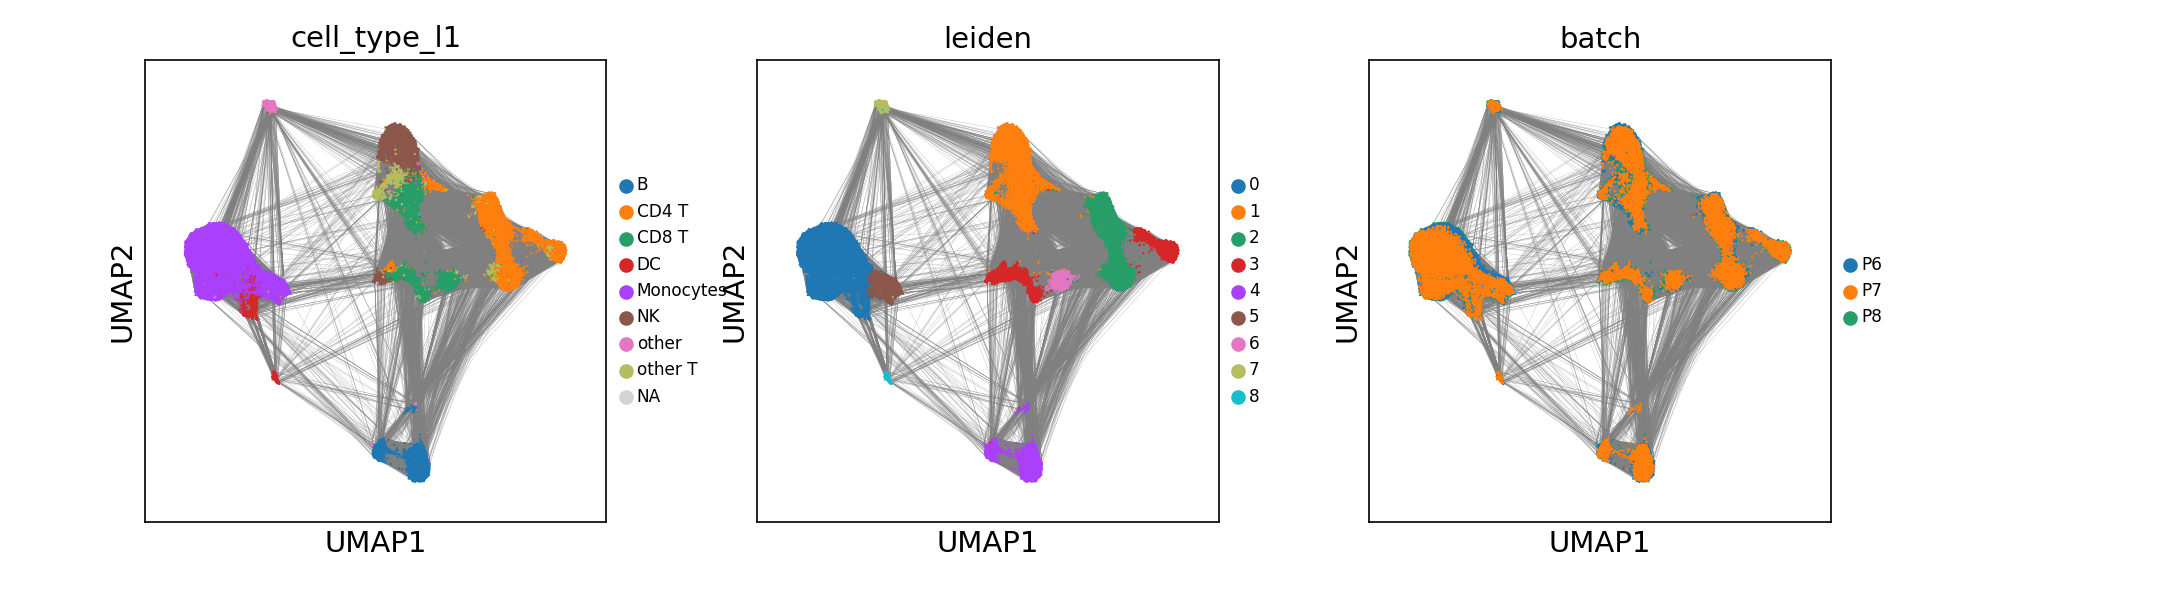 cell_type_l1
UMAP2
UMAP1
B
CD4 T
CD8 T
DC
Monocytes
NK
other
other T
NA
leiden
UMAP2
UMAP1
0
1
2
3
4
5
6
7
8
batch
UMAP2
UMAP1
P6
P7
P8